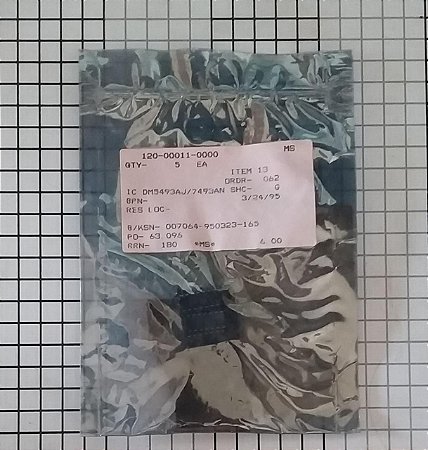 120-00011-0000 MS
QTY- 5 EA
ITEM 13
ORDR- 062
IC DM5493AJ/7493AN SHC- G
BPN- 3/24/95
RES LOC-
B/KSN- 007064-950323-165
PO- 63 096
RRN- 180 *MS* 6 00